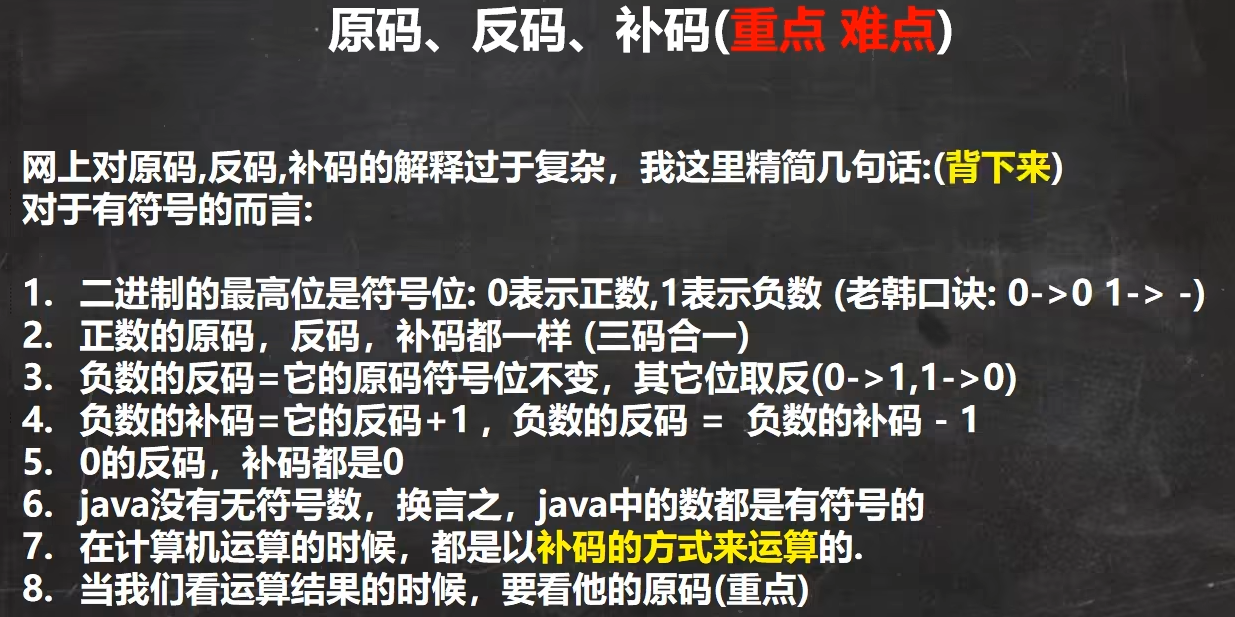 原码、反码、补码(重点 难点)
网上对原码,反码,补码的解释过于复杂，我这里精简几句话:(背下来)
对于有符号的而言:
1. 二进制的最高位是符号位: 0表示正数,1表示负数 (老韩口诀: 0->0 1-> -)
2. 正数的原码，反码，补码都一样 (三码合一)
3. 负数的反码=它的原码符号位不变，其它位取反(0->1,1->0)
4. 负数的补码=它的反码+1 ，负数的反码 = 负数的补码 - 1
5. 0的反码，补码都是0
6. java没有无符号数，换言之，java中的数都是有符号的
7. 在计算机运算的时候，都是以补码的方式来运算的.
8. 当我们看运算结果的时候，要看他的原码(重点)